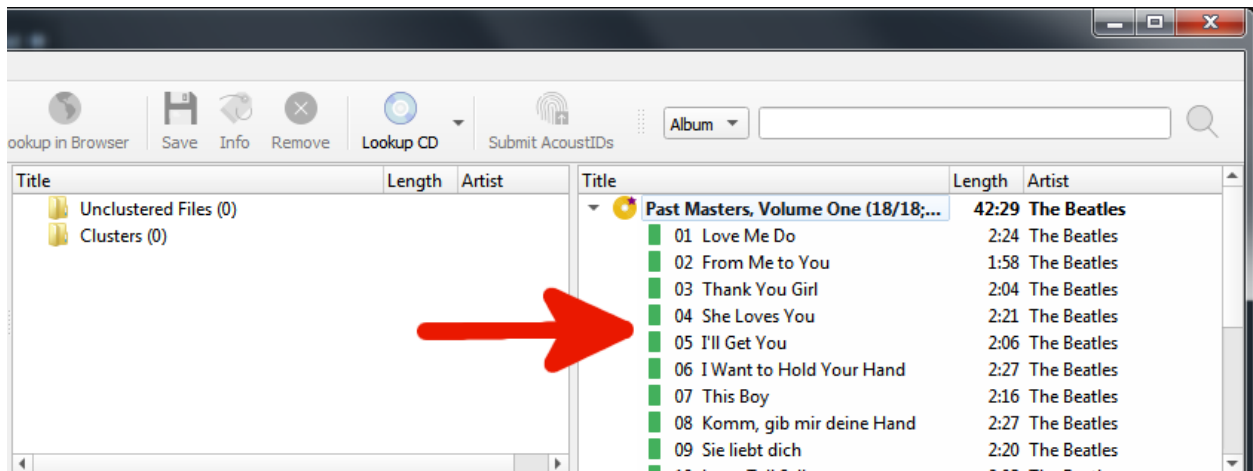 ookup in Browser Save Info Remove Lookup CD Submit AcoustIDs Album
Title Length Artist
Unclustered Files (0)
Clusters (0)
Title Length Artist
Past Masters, Volume One (18/18;... 42:29 The Beatles
01 Love Me Do 2:24 The Beatles
02 From Me to You 1:58 The Beatles
03 Thank You Girl 2:04 The Beatles
04 She Loves You 2:21 The Beatles
05 I'll Get You 2:06 The Beatles
06 I Want to Hold Your Hand 2:27 The Beatles
07 This Boy 2:16 The Beatles
08 Komm, gib mir deine Hand 2:27 The Beatles
09 Sie liebt dich 2:20 The Beatles